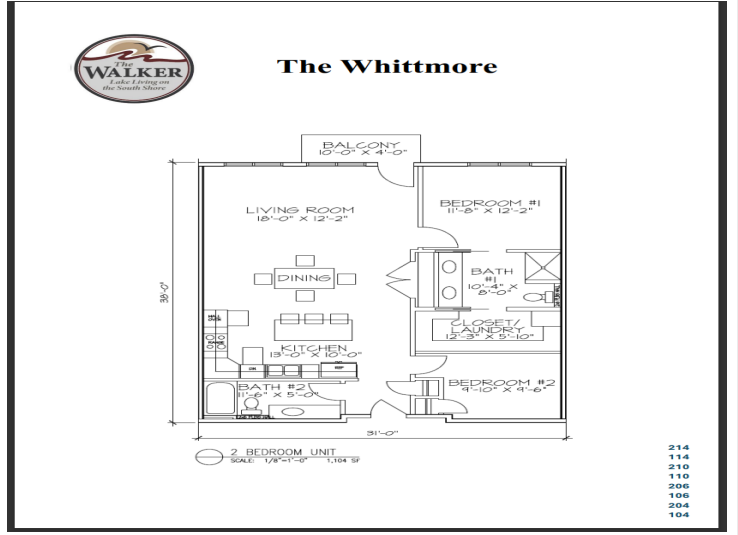 The
WALKER
Lake Living on
the South Shore
The Whittmore
BALCONY
10'-0" X 4'-0"
LIVING ROOM
18'-0" X 12'-2"
BEDROOM #1
11'-8" X 12'-2"
DINING
BATH
#1
10'-4" X
8'-0"
38'-0"
CLOSET/
LAUNDRY
12'-3" X 5'-10"
KITCHEN
13'-0" X 10'-0"
RANGE
BATH #2
11'-6" X 5'-0"
BEDROOM #2
9'-10" X 9'-6"
31'-0"
2 BEDROOM UNIT
SCALE: 1/8"=1'-0" 1,104 SF
214
114
210
110
206
106
204
104